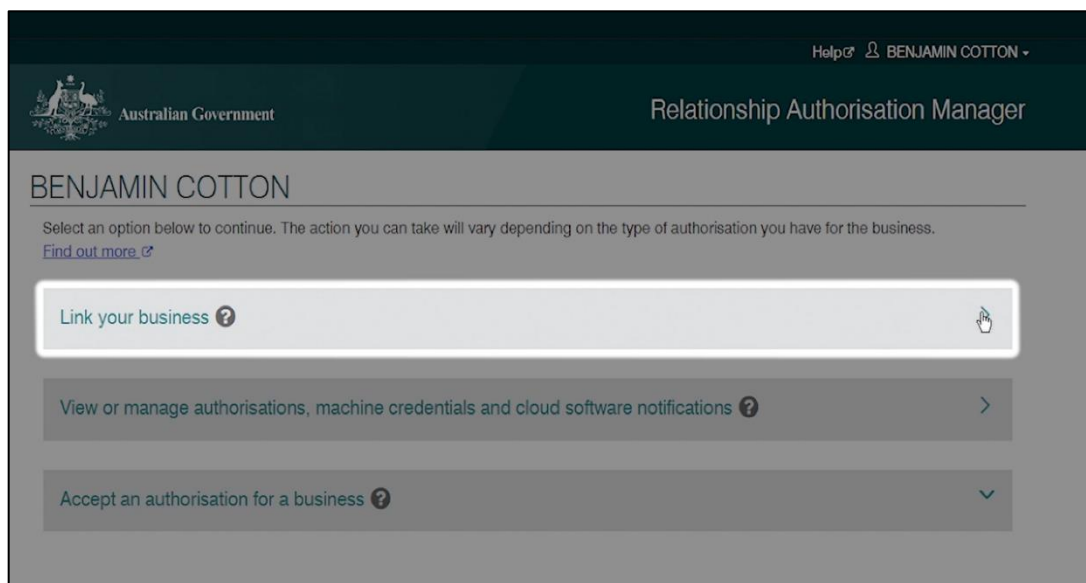 Help BENJAMIN COTTON
Australian Government
Relationship Authorisation Manager
BENJAMIN COTTON
Select an option below to continue. The action you can take will vary depending on the type of authorisation you have for the business.
Find out more
Link your business ?
View or manage authorisations, machine credentials and cloud software notifications ?
Accept an authorisation for a business ?